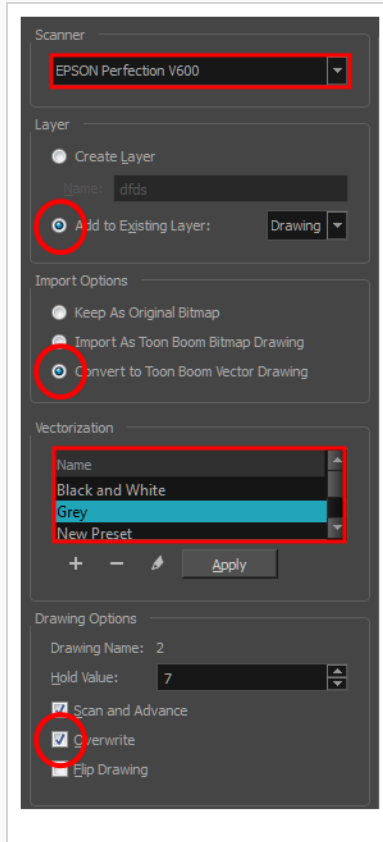 Scanner
EPSON Perfection V600
Layer
Create Layer
Name: dfds
Add to Existing Layer: Drawing
Import Options
Keep As Original Bitmap
Import As Toon Boom Bitmap Drawing
Convert to Toon Boom Vector Drawing
Vectorization
Name
Black and White
Grey
New Preset
+ − Apply
Drawing Options
Drawing Name: 2
Hold Value: 7
Scan and Advance
Overwrite
Flip Drawing